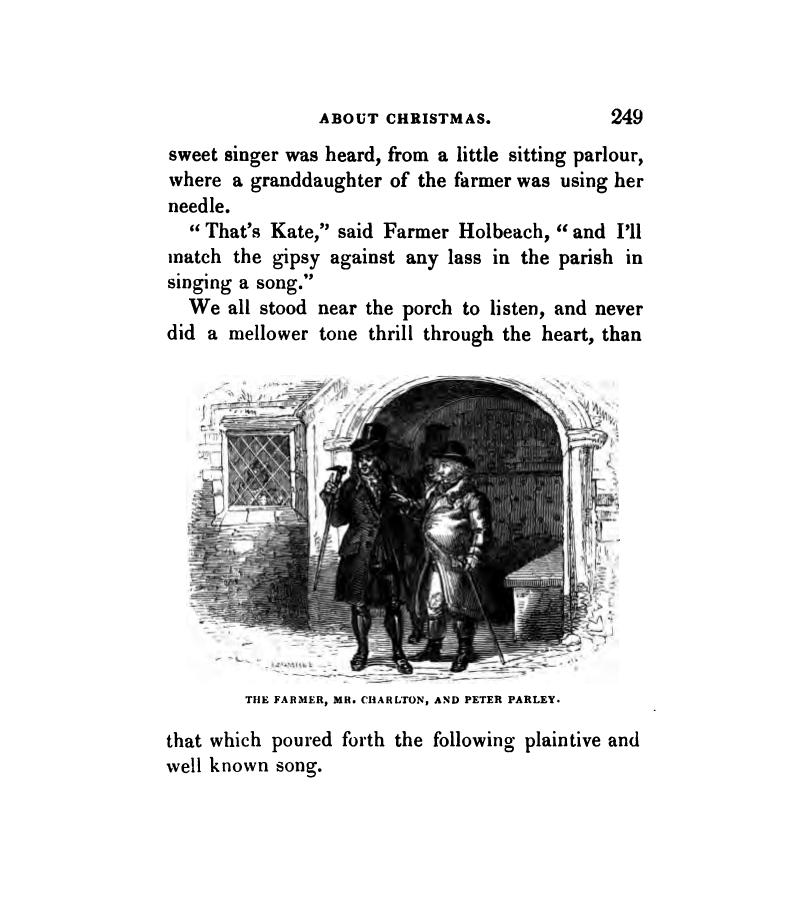 ABOUT CHRISTMAS. 249
sweet singer was heard, from a little sitting parlour,
where a granddaughter of the farmer was using her
needle.
“That’s Kate,” said Farmer Holbeach, “and I’ll
match the gipsy against any lass in the parish in
singing a song.”
We all stood near the porch to listen, and never
did a mellower tone thrill through the heart, than
THE FARMER, MR. CHARLTON, AND PETER PARLEY.
that which poured forth the following plaintive and
well known song.